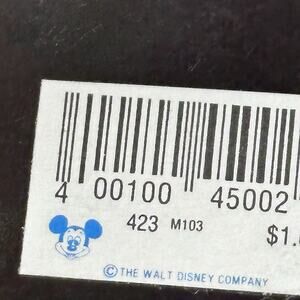 4 00100 45002
423 M103 $1.
© THE WALT DISNEY COMPANY